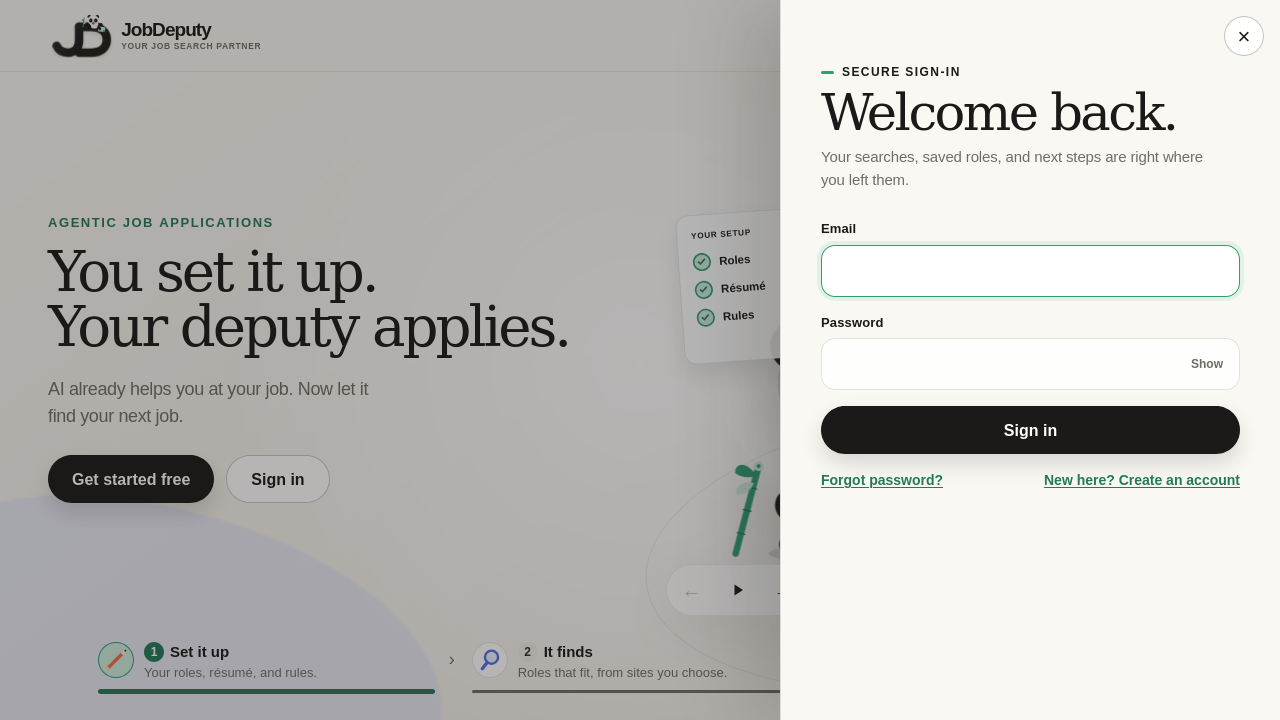 JobDeputy
YOUR JOB SEARCH PARTNER
AGENTIC JOB APPLICATIONS
You set it up.
Your deputy applies.
AI already helps you at your job. Now let it
find your next job.
Get started free
Sign in
YOUR SETUP
Roles
Résumé
Rules
1 Set it up
Your roles, résumé, and rules.
2 It finds
Roles that fit, from sites you choose.
SECURE SIGN-IN
Welcome back.
Your searches, saved roles, and next steps are right where
you left them.
Email
Password
Show
Sign in
Forgot password?
New here? Create an account